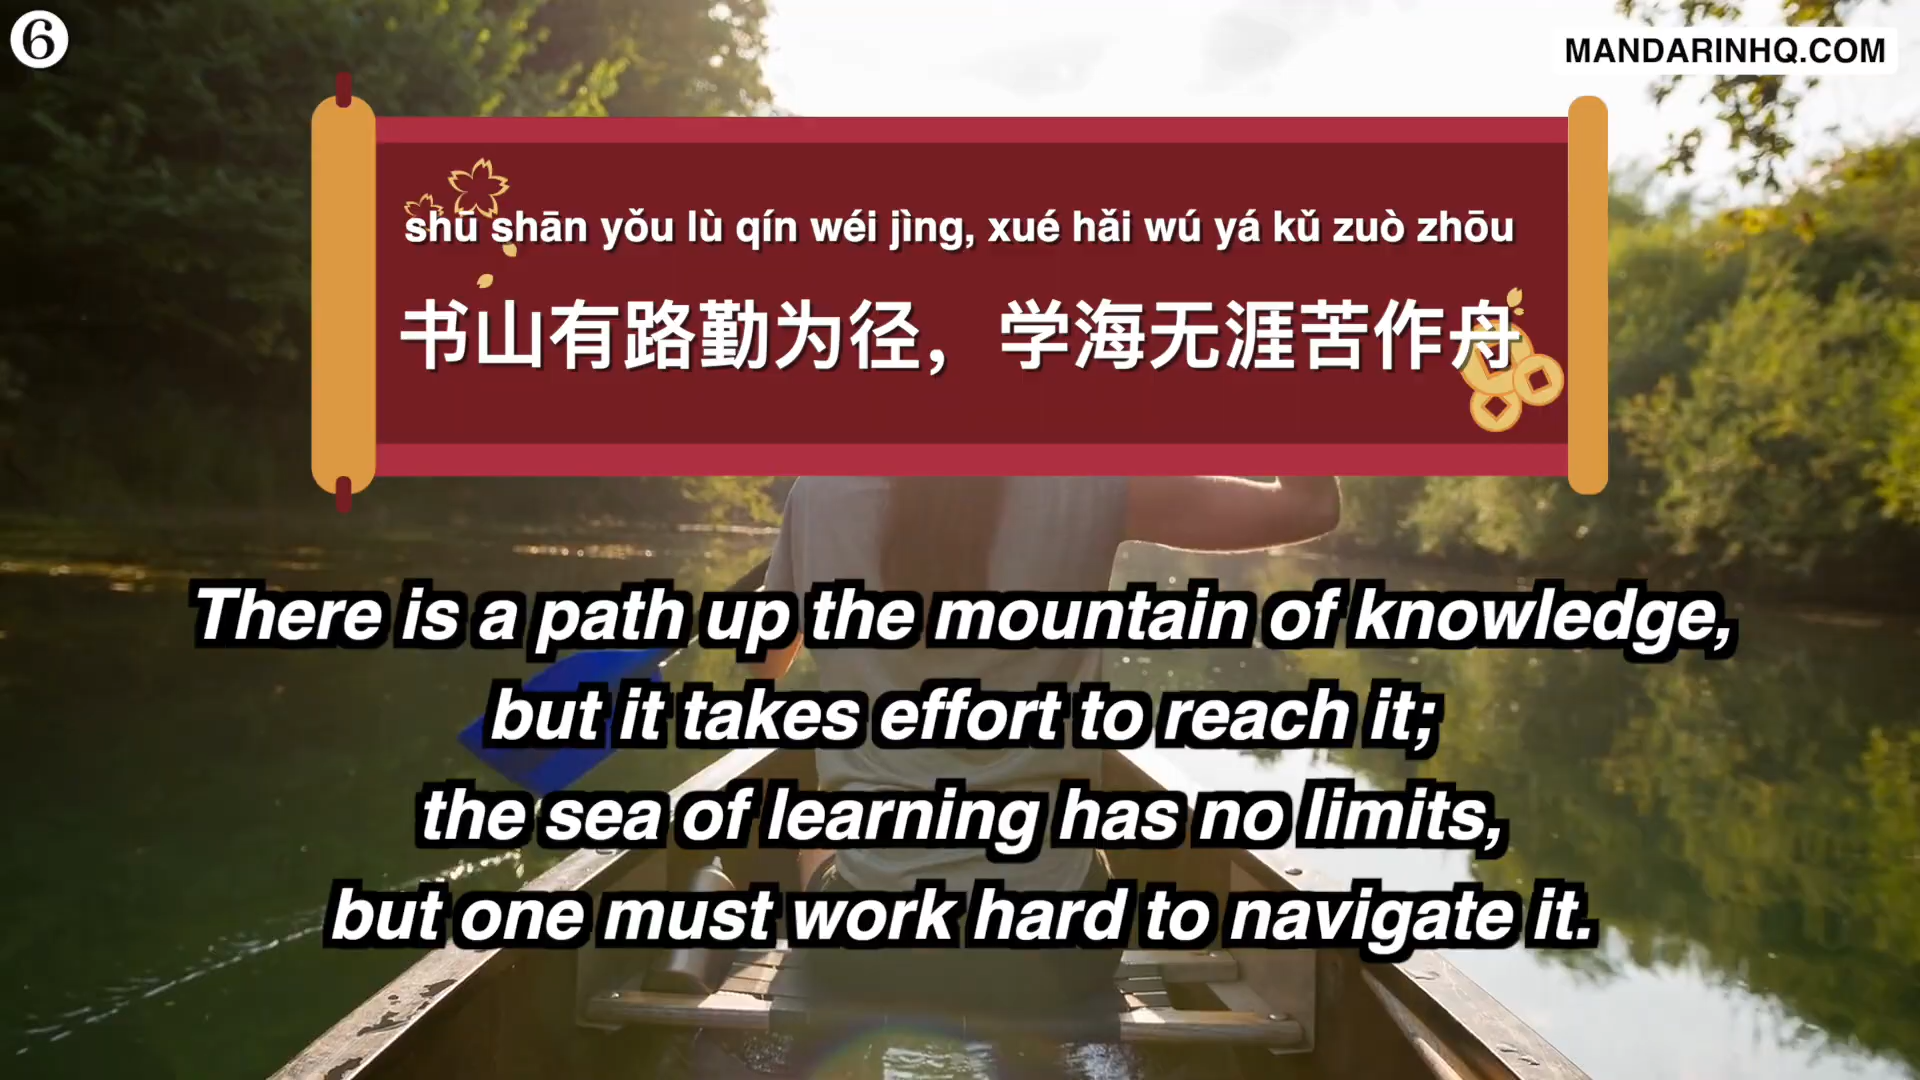 6
MANDARINHQ.COM
shū shān yǒu lù qín wéi jìng, xué hǎi wú yá kǔ zuò zhōu
书山有路勤为径，学海无涯苦作舟
There is a path up the mountain of knowledge,
but it takes effort to reach it;
the sea of learning has no limits,
but one must work hard to navigate it.